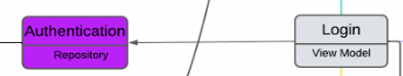 Authentication
Repository
Login
View Model